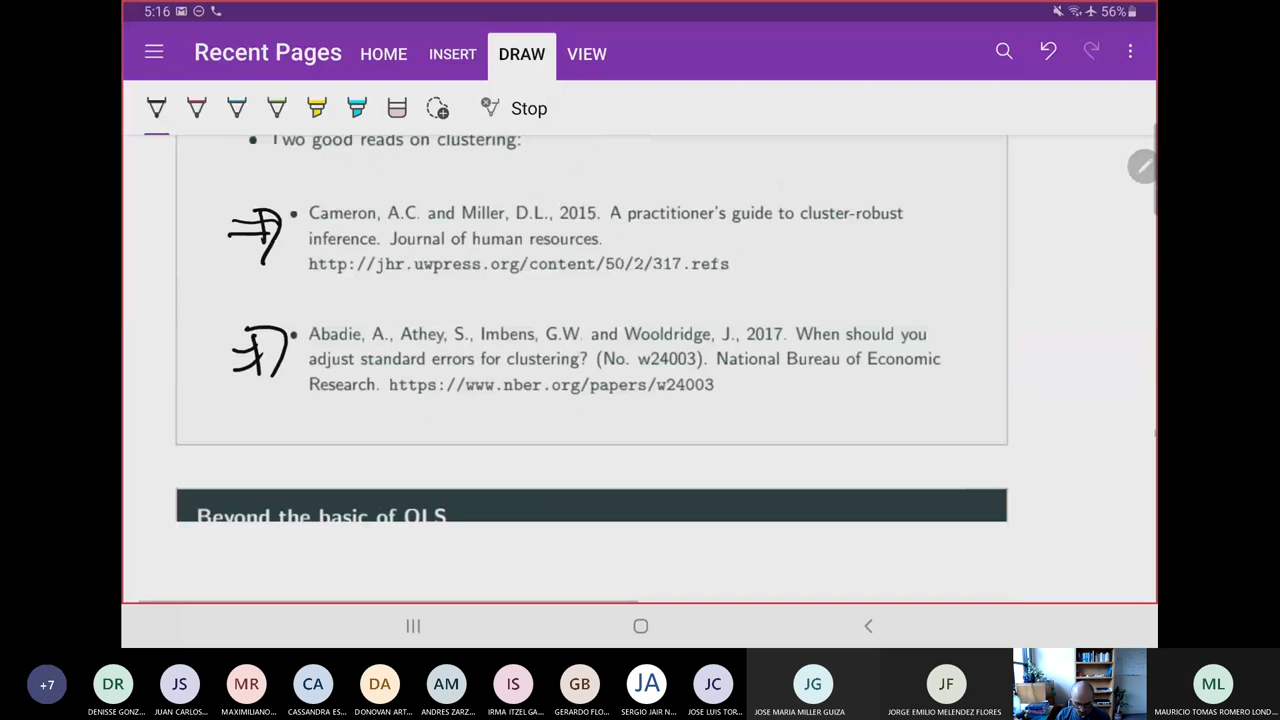 5:16
56%
Recent Pages
HOME
INSERT
DRAW
VIEW
Stop
Two good reads on clustering:
Cameron, A.C. and Miller, D.L., 2015. A practitioner's guide to cluster-robust
inference. Journal of human resources.
http://jhr.uwpress.org/content/50/2/317.refs
Abadie, A., Athey, S., Imbens, G.W. and Wooldridge, J., 2017. When should you
adjust standard errors for clustering? (No. w24003). National Bureau of Economic
Research. https://www.nber.org/papers/w24003
Beyond the basic of OLS
+7
DR
JS
MR
CA
DA
AM
IS
GB
JA
JC
JG
JF
ML
DENISSE GONZ...
JUAN CARLOS...
MAXIMILIANO...
CASSANDRA ES...
DONOVAN ART...
ANDRES ZARZ...
IRMA ITZEL GA...
GERARDO FLO...
SERGIO JAIR N...
JOSE LUIS TOR...
JOSE MARIA MILLER GUIZA
JORGE EMILIO MELENDEZ FLORES
MAURICIO TOMAS ROMERO LOND...